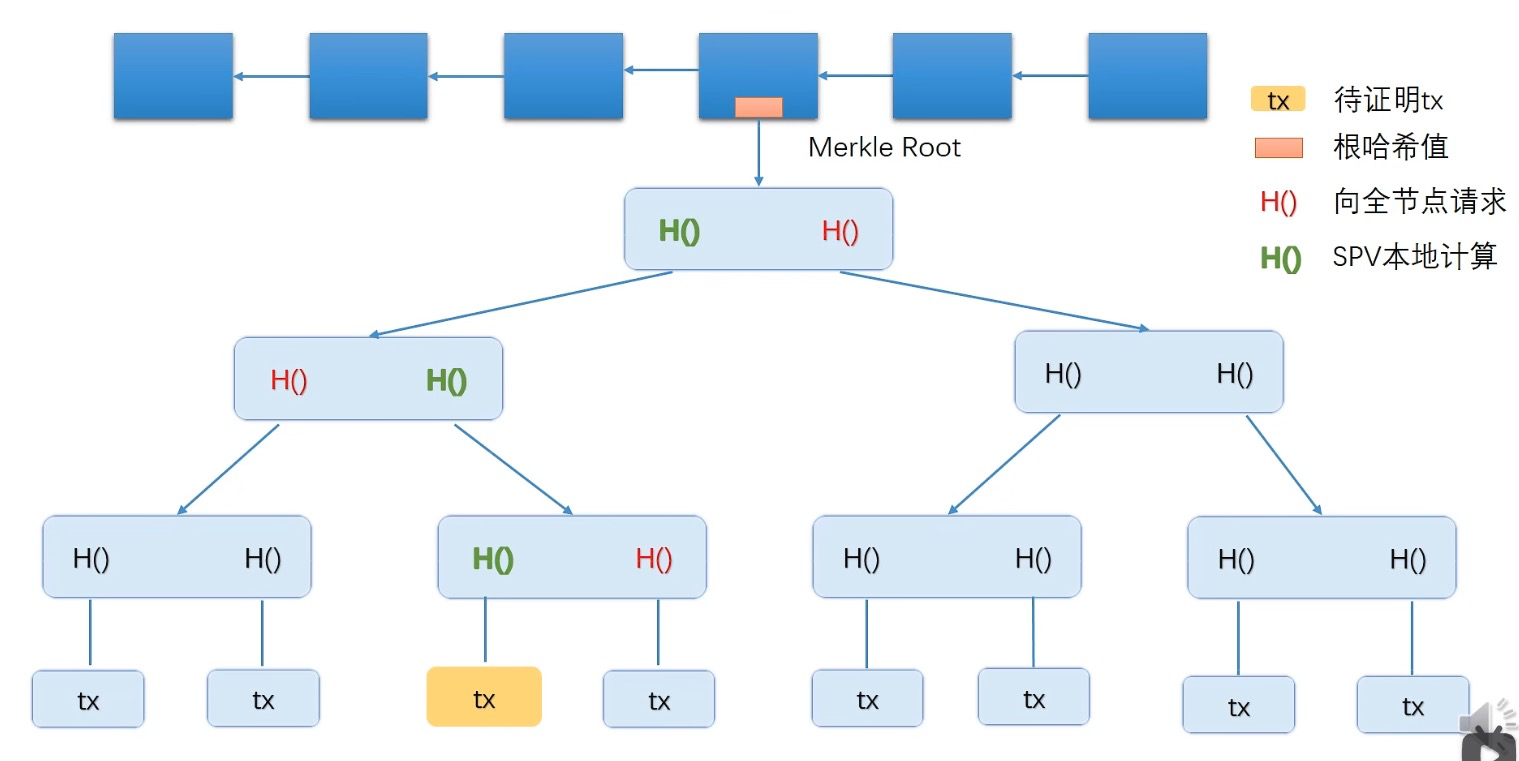 tx 待证明tx
Merkle Root
根哈希值
H() H()
H() 向全节点请求
H() SPV本地计算
H() H() H() H()
H() H() H() H() H() H() H() H()
tx tx tx tx tx tx tx tx